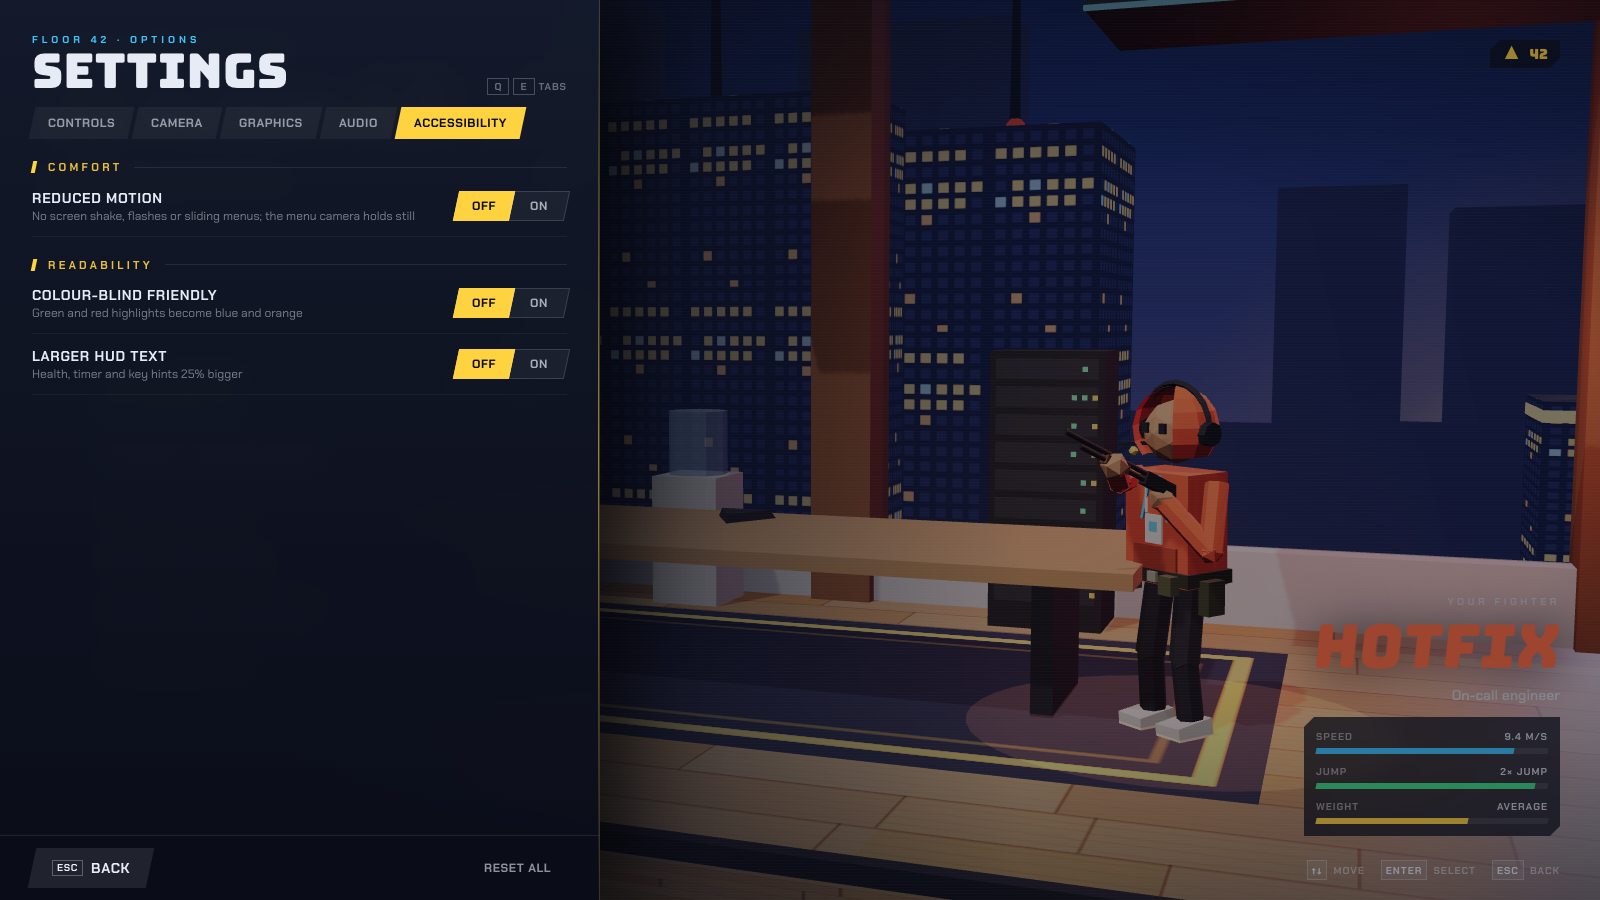 FLOOR 42 · OPTIONS
SETTINGS
Q E TABS
CONTROLS CAMERA GRAPHICS AUDIO ACCESSIBILITY
COMFORT
REDUCED MOTION
No screen shake, flashes or sliding menus; the menu camera holds still
OFF ON
READABILITY
COLOUR-BLIND FRIENDLY
Green and red highlights become blue and orange
OFF ON
LARGER HUD TEXT
Health, timer and key hints 25% bigger
OFF ON
ESC BACK
RESET ALL
42
YOUR FIGHTER
HOTFIX
On-call engineer
SPEED 9.4 M/S
JUMP 2× JUMP
WEIGHT AVERAGE
↑↓ MOVE ENTER SELECT ESC BACK